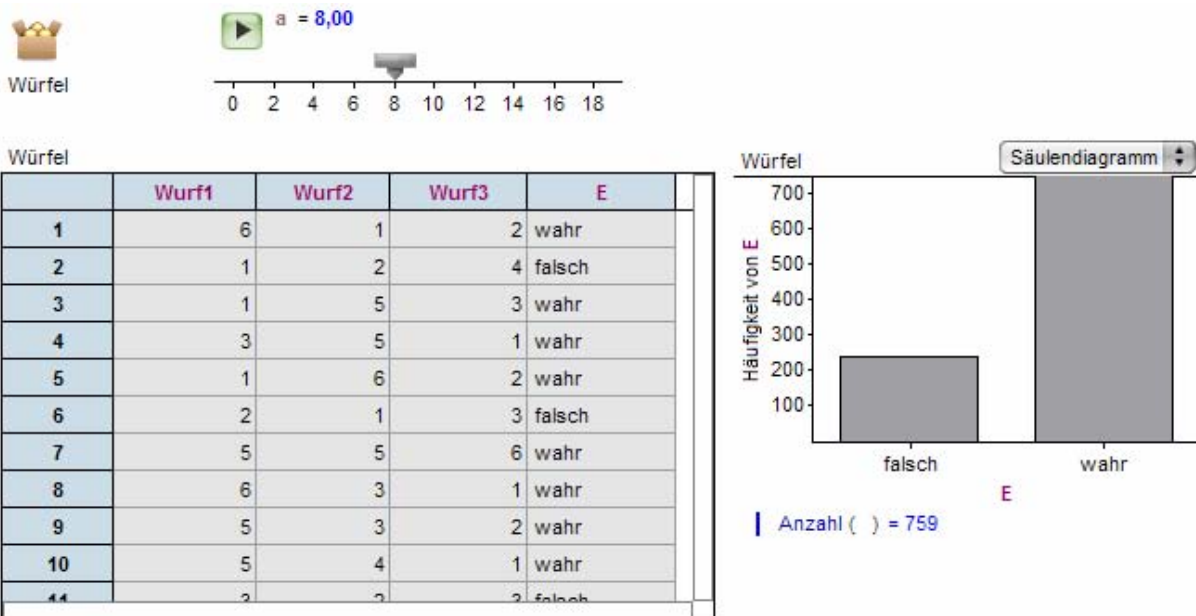 a = 8,00
Würfel
0 2 4 6 8 10 12 14 16 18
Würfel
Wurf1 Wurf2 Wurf3 E
1 6 1 2 wahr
2 1 2 4 falsch
3 1 5 3 wahr
4 3 5 1 wahr
5 1 6 2 wahr
6 2 1 3 falsch
7 5 5 6 wahr
8 6 3 1 wahr
9 5 3 2 wahr
10 5 4 1 wahr
Würfel
Säulendiagramm
Häufigkeit von E
700
600
500
400
300
200
100
falsch wahr
E
Anzahl ( ) = 759